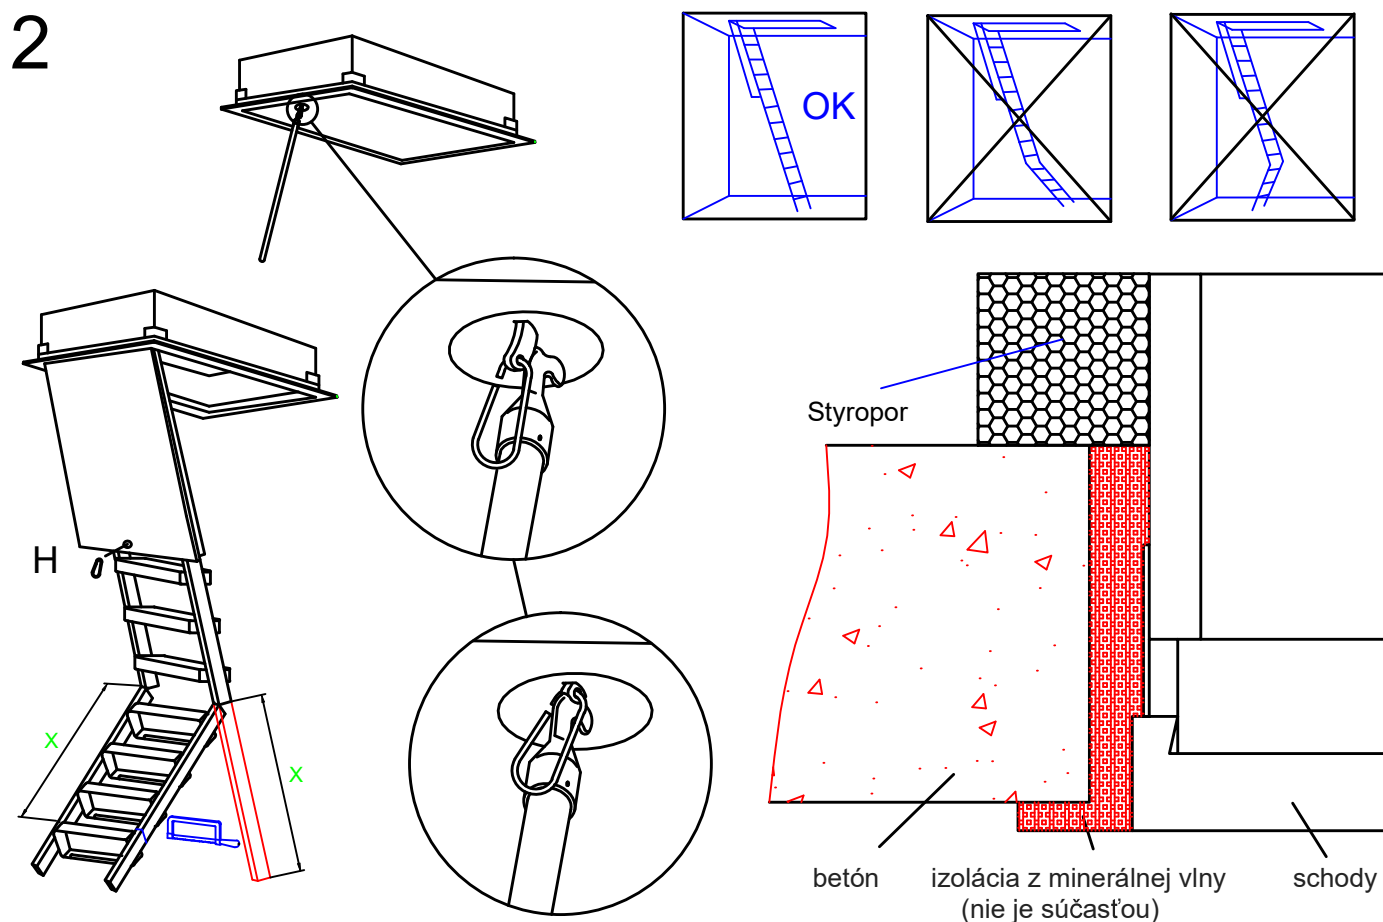 2
OK
Styropor
H
X
X
betón
izolácia z minerálnej vlny
(nie je súčasťou)
schody